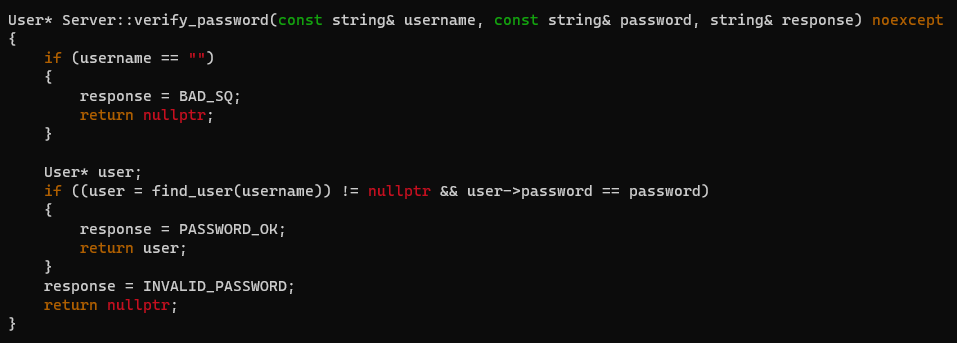 User* Server::verify_password(const string& username, const string& password, string& response) noexcept
{
    if (username == "")
    {
        response = BAD_SQ;
        return nullptr;
    }

    User* user;
    if ((user = find_user(username)) != nullptr && user->password == password)
    {
        response = PASSWORD_OK;
        return user;
    }
    response = INVALID_PASSWORD;
    return nullptr;
}